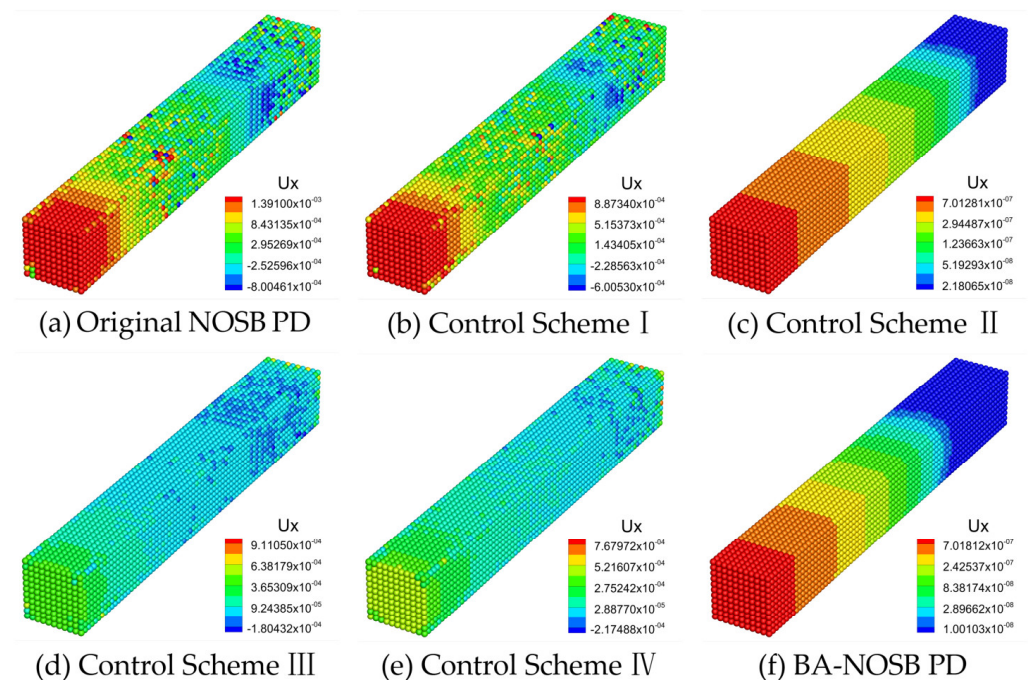 Ux
1.39100x10-03
8.43135x10-04
2.95269x10-04
-2.52596x10-04
-8.00461x10-04
(a) Original NOSB PD
Ux
8.87340x10-04
5.15373x10-04
1.43405x10-04
-2.28563x10-04
-6.00530x10-04
(b) Control Scheme Ⅰ
Ux
7.01281x10-07
2.94487x10-07
1.23663x10-07
5.19293x10-08
2.18065x10-08
(c) Control Scheme Ⅱ
Ux
9.11050x10-04
6.38179x10-04
3.65309x10-04
9.24385x10-05
-1.80432x10-04
(d) Control Scheme Ⅲ
Ux
7.67972x10-04
5.21607x10-04
2.75242x10-04
2.88770x10-05
-2.17488x10-04
(e) Control Scheme Ⅳ
Ux
7.01812x10-07
2.42537x10-07
8.38174x10-08
2.89662x10-08
1.00103x10-08
(f) BA-NOSB PD